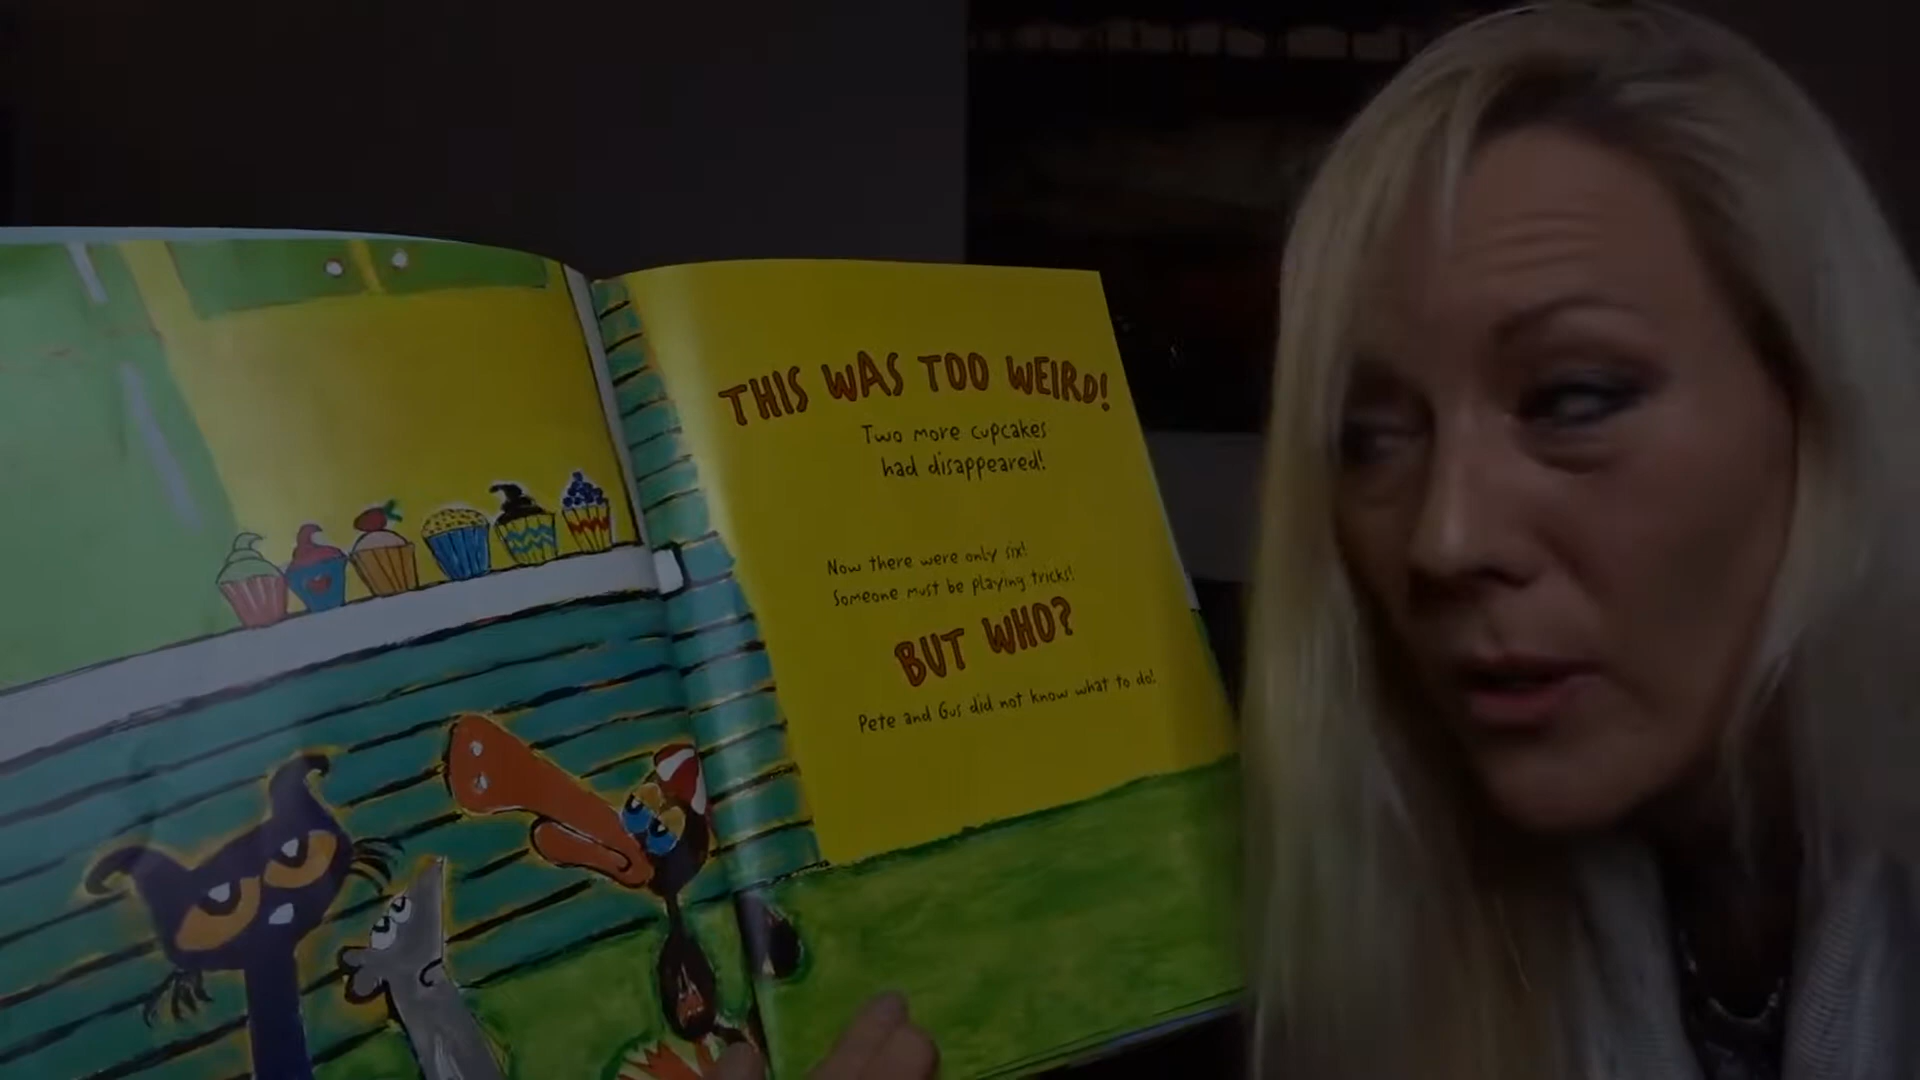 THIS WAS TOO WEIRD!
Two more cupcakes
had disappeared!
Now there were only six!
Someone must be playing tricks!
BUT WHO?
Pete and Gus did not know what to do!